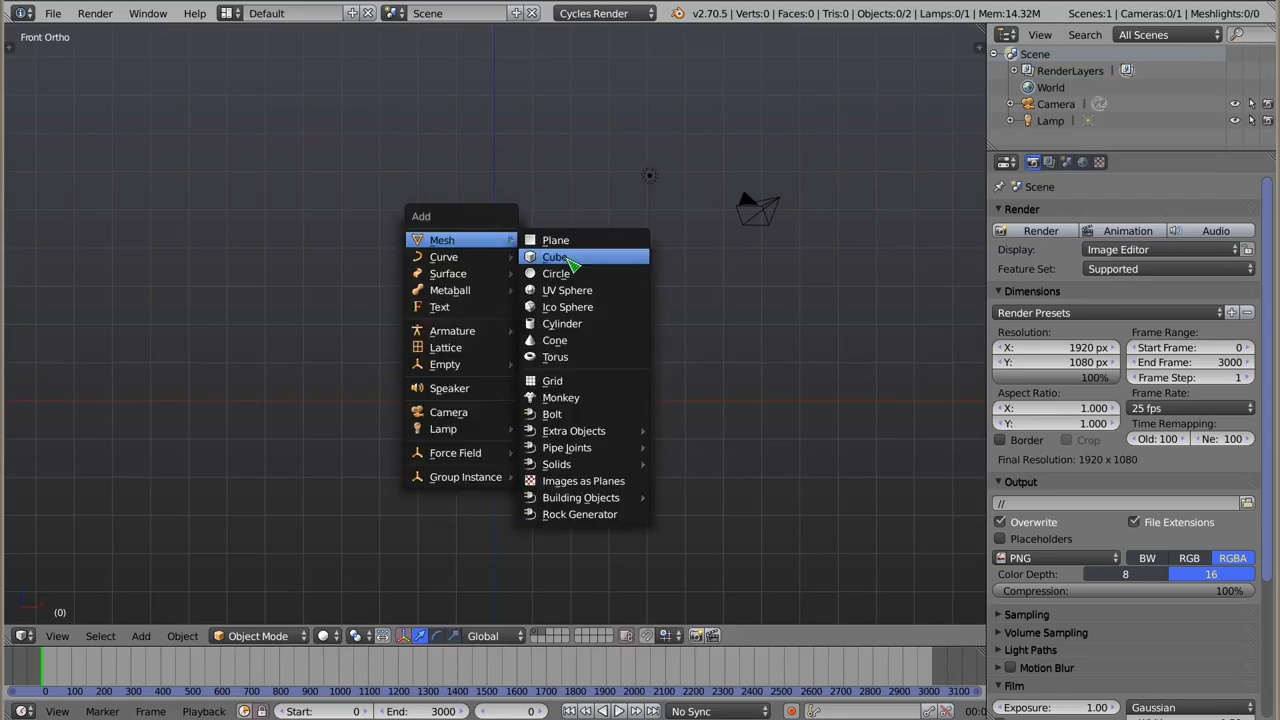 File Render Window Help Default Scene Cycles Render v2.70.5 | Verts:0 | Faces:0 | Tris:0 | Objects:0/2 | Lamps:0/1 | Mem:14.32M Scenes:1 | Cameras:0/1 | Meshlights:0/0
Front Ortho
View Search All Scenes
Scene
RenderLayers
World
Camera
Lamp
Scene
Render
Render Animation Audio
Display: Image Editor
Feature Set: Supported
Dimensions
Render Presets
Resolution: Frame Range:
X: 1920 px Start Frame: 0
Y: 1080 px End Frame: 3000
100% Frame Step: 1
Aspect Ratio: Frame Rate:
X: 1.000 25 fps
Y: 1.000 Time Remapping:
Border Crop Old: 100 Ne: 100
Final Resolution: 1920 x 1080
Output
//
Overwrite File Extensions
Placeholders
PNG BW RGB RGBA
Color Depth: 8 16
Compression: 100%
Sampling
Volume Sampling
Light Paths
Motion Blur
Film
Exposure: 1.00 Gaussian
Add
Mesh
Curve
Surface
Metaball
Text
Armature
Lattice
Empty
Speaker
Camera
Lamp
Force Field
Group Instance
Plane
Cube
Circle
UV Sphere
Ico Sphere
Cylinder
Cone
Torus
Grid
Monkey
Bolt
Extra Objects
Pipe Joints
Solids
Images as Planes
Building Objects
Rock Generator
(0)
View Select Add Object Object Mode Global
0 100 200 300 400 500 600 700 800 900 1000 1100 1200 1300 1400 1500 1600 1700 1800 1900 2000 2100 2200 2300 2400 2500 2600 2700 2800 2900 3000 3100
View Marker Frame Playback Start: 0 End: 3000 0 No Sync